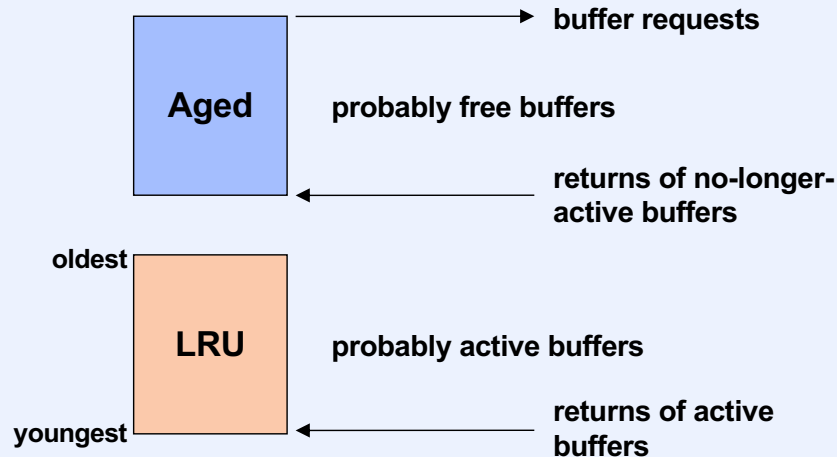 buffer requests
Aged
probably free buffers
returns of no-longer-
active buffers
oldest
LRU
probably active buffers
returns of active
buffers
youngest